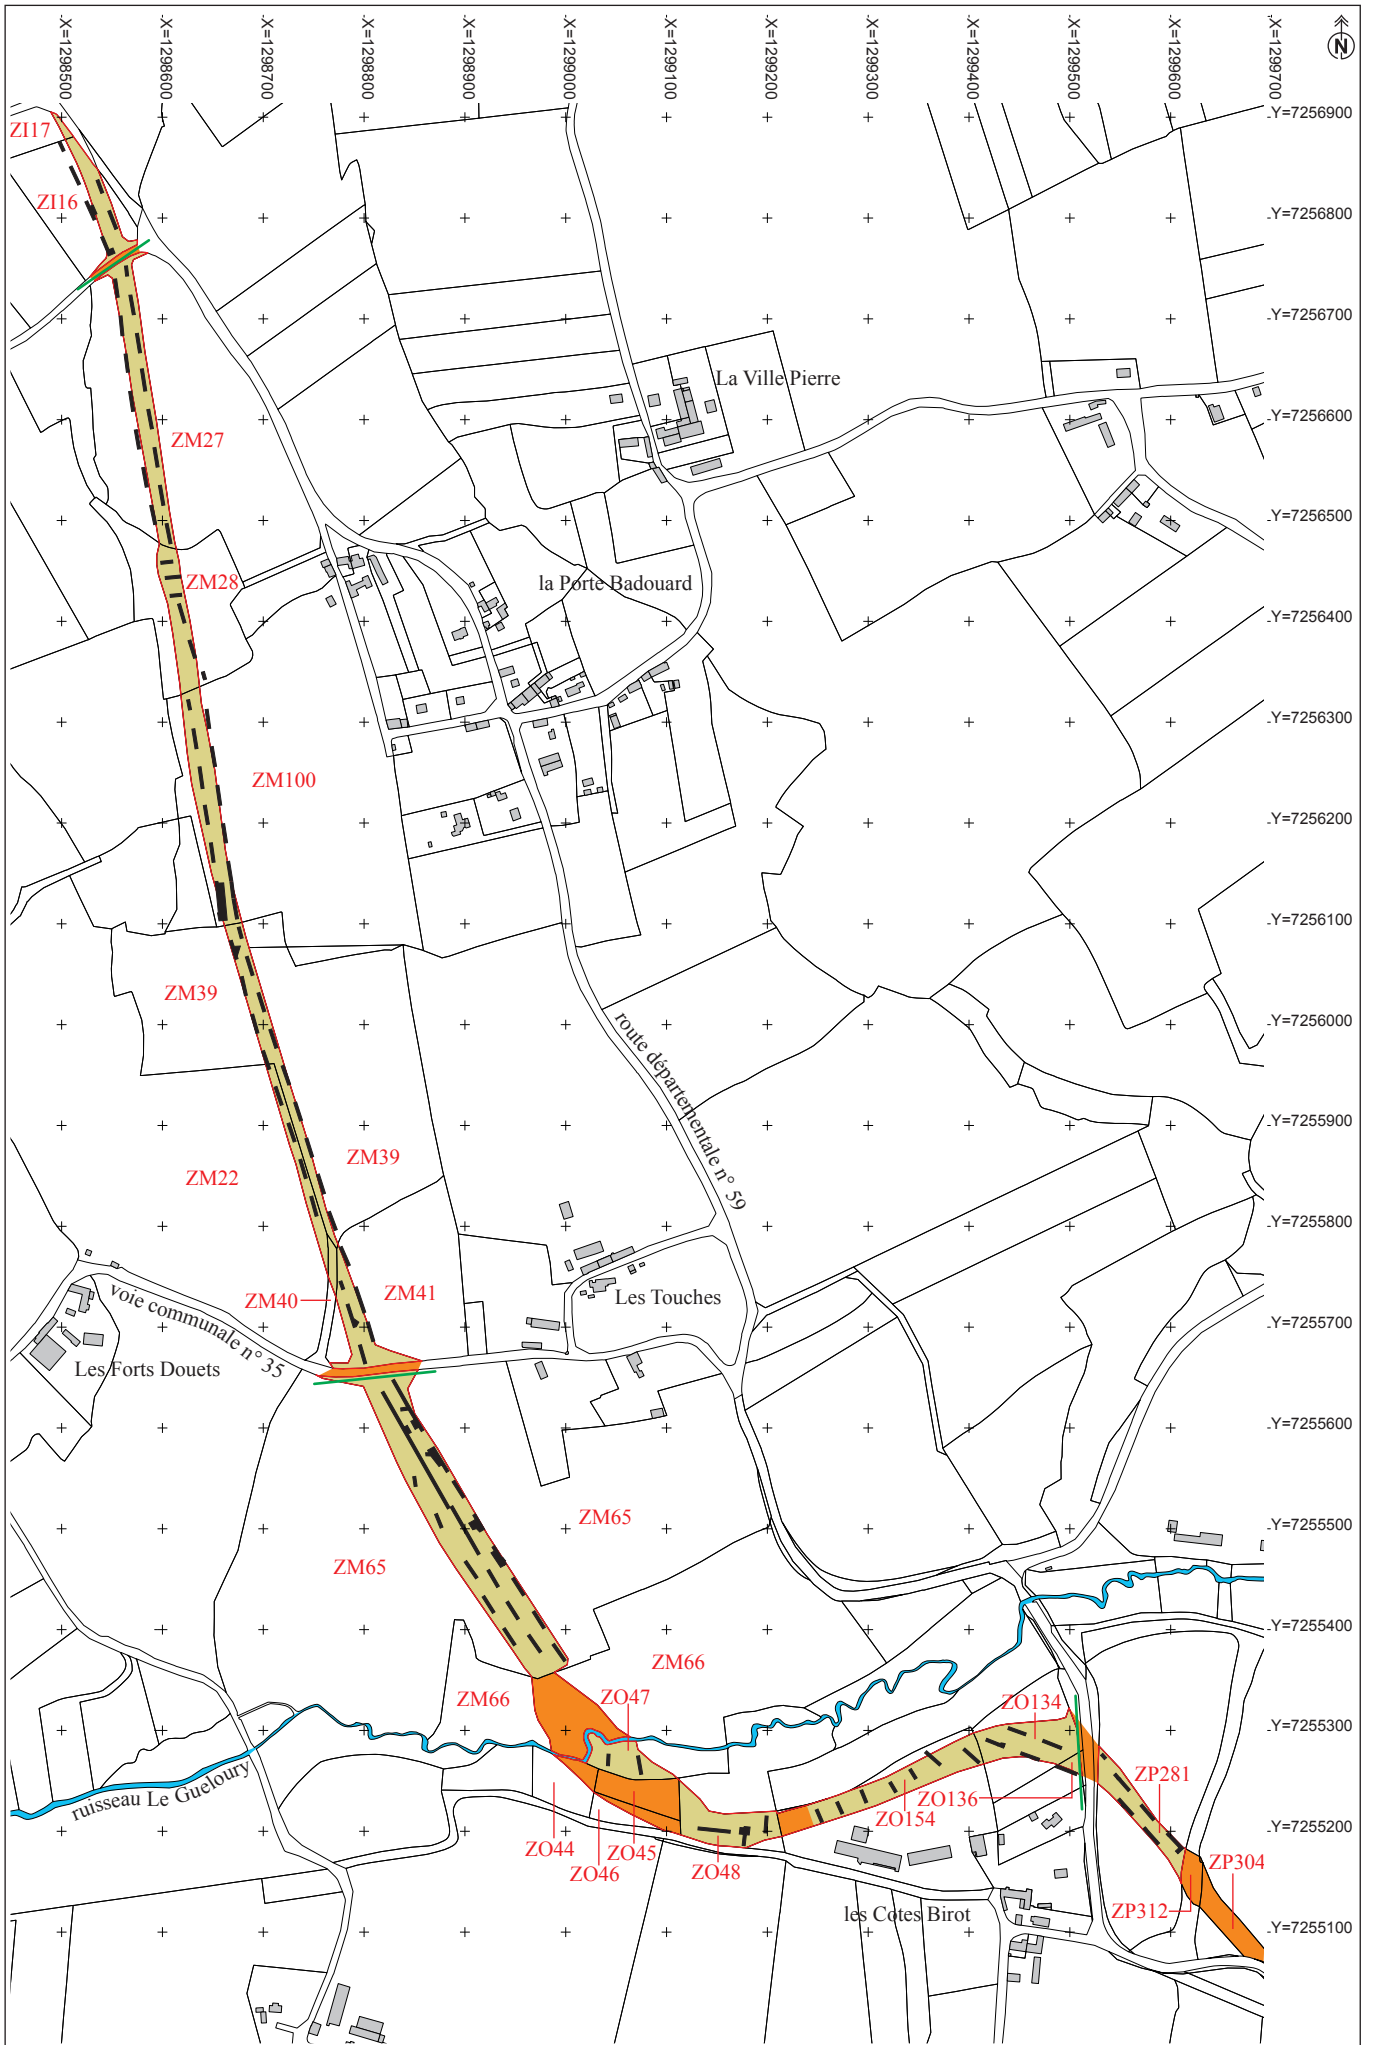 X=1298500
X=1298600
X=1298700
X=1298800
X=1298900
X=1299000
X=1299100
X=1299200
X=1299300
X=1299400
X=1299500
X=1299600
X=1299700
N
Y=7256900
ZI17
ZI16
Y=7256800
Y=7256700
La Ville Pierre
Y=7256600
ZM27
Y=7256500
ZM28
la Porte Badouard
Y=7256400
Y=7256300
ZM100
Y=7256200
Y=7256100
ZM39
Y=7256000
route départementale n° 59
Y=7255900
ZM39
ZM22
Y=7255800
ZM40
ZM41
Les Touches
voie communale n° 35
Y=7255700
Les Forts Douets
Y=7255600
ZM65
Y=7255500
ZM65
Y=7255400
ZM66
ZM66
ZO47
ZO134
Y=7255300
ruisseau Le Gueloury
ZP281
ZO136
ZO154
Y=7255200
ZO44
ZO46
ZO45
ZO48
ZP304
ZP312
les Cotes Birot
Y=7255100